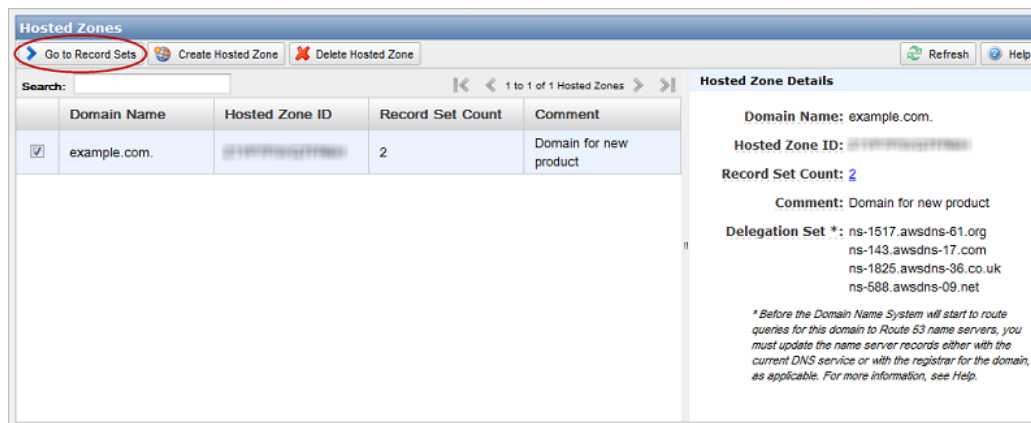 Hosted Zones
Go to Record Sets Create Hosted Zone Delete Hosted Zone Refresh Help
Search: 1 to 1 of 1 Hosted Zones
Domain Name Hosted Zone ID Record Set Count Comment
example.com. 2 Domain for new
product
Hosted Zone Details
Domain Name: example.com.
Hosted Zone ID:
Record Set Count: 2
Comment: Domain for new product
Delegation Set *: ns-1517.awsdns-61.org
ns-143.awsdns-17.com
ns-1825.awsdns-36.co.uk
ns-588.awsdns-09.net
* Before the Domain Name System will start to route
queries for this domain to Route 53 name servers, you
must update the name server records either with the
current DNS service or with the registrar for the domain,
as applicable. For more information, see Help.